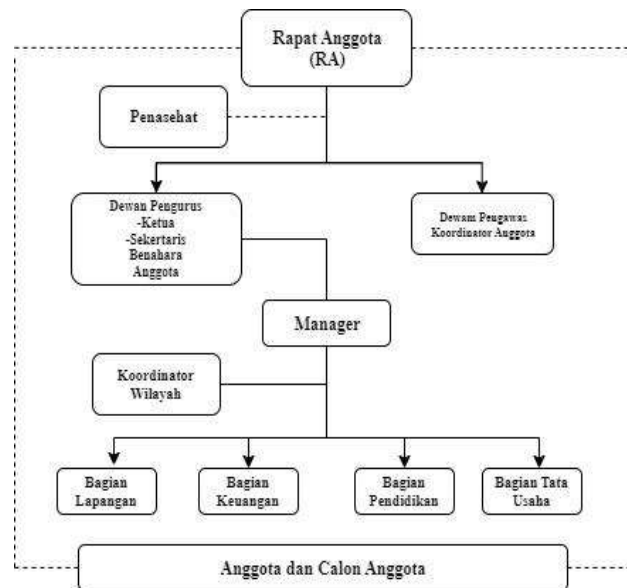 Rapat Anggota
(RA)
Penasehat
Dewan Pengurus
-Ketua
-Sekertaris
Benahara
Anggota
Dewam Pengawas
Koordinator Anggota
Manager
Koordinator
Wilayah
Bagian
Lapangan
Bagian
Keuangan
Bagian
Pendidikan
Bagian Tata
Usaha
Anggota dan Calon Anggota